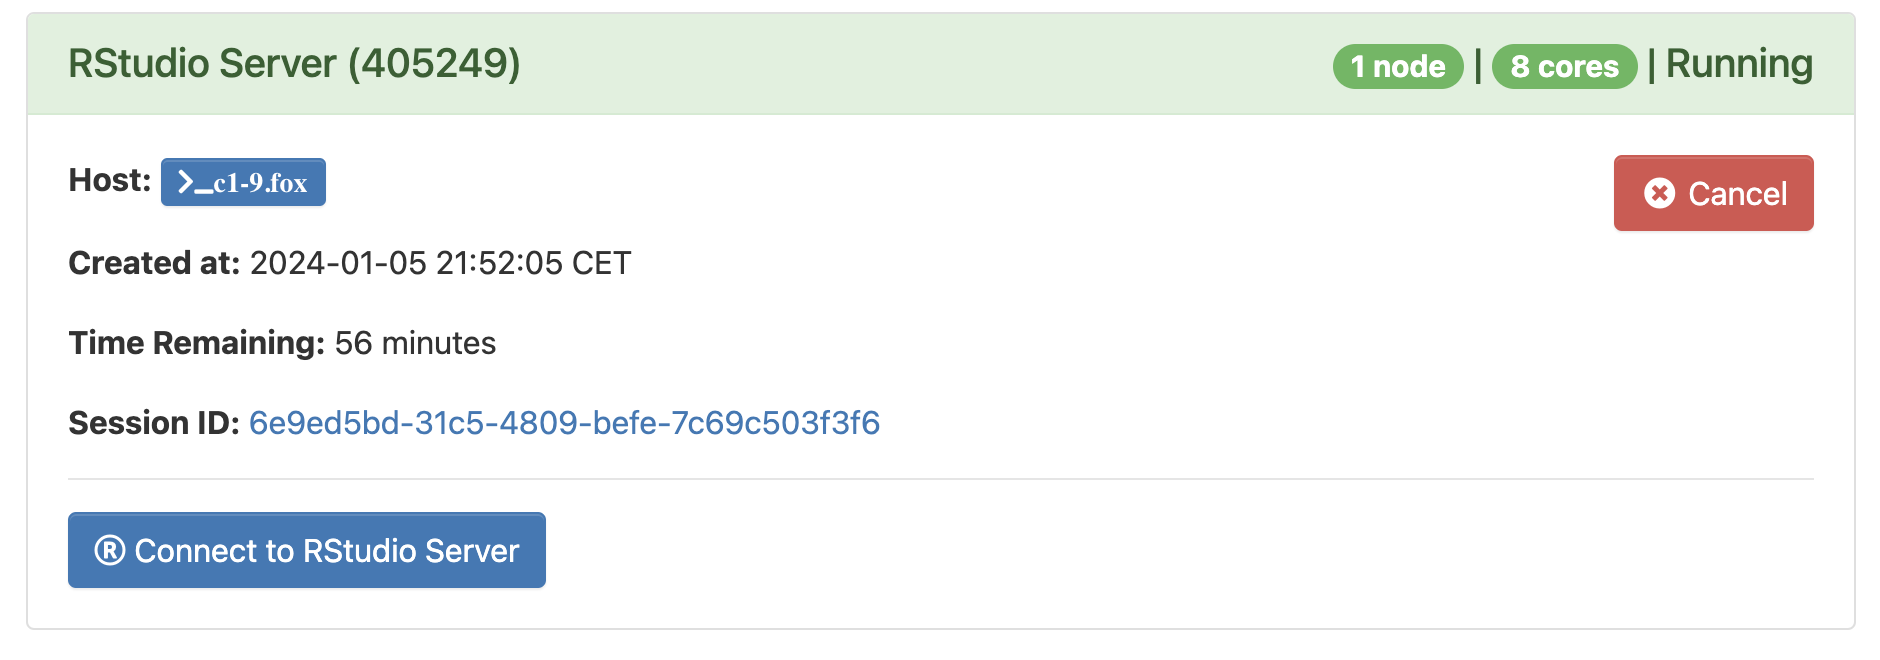 RStudio Server (405249)
1 node | 8 cores | Running
Host: >_c1-9.fox
Cancel
Created at: 2024-01-05 21:52:05 CET
Time Remaining: 56 minutes
Session ID: 6e9ed5bd-31c5-4809-befe-7c69c503f3f6
® Connect to RStudio Server